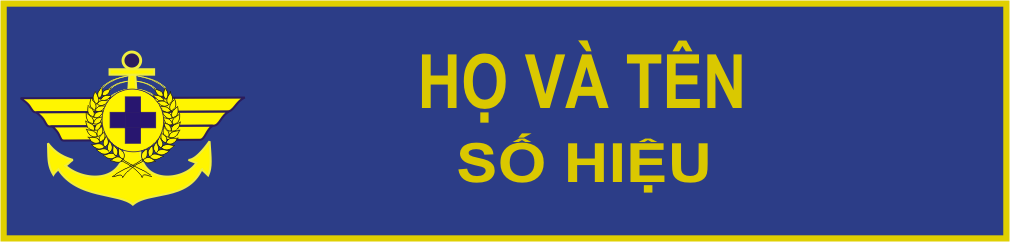 HỌ VÀ TÊN
SỐ HIỆU